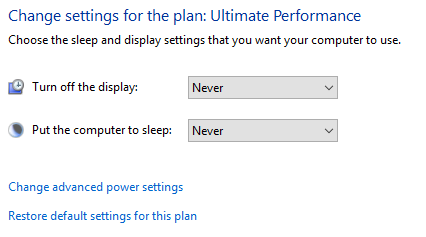 Change settings for the plan: Ultimate Performance
Choose the sleep and display settings that you want your computer to use.
Turn off the display: Never
Put the computer to sleep: Never
Change advanced power settings
Restore default settings for this plan